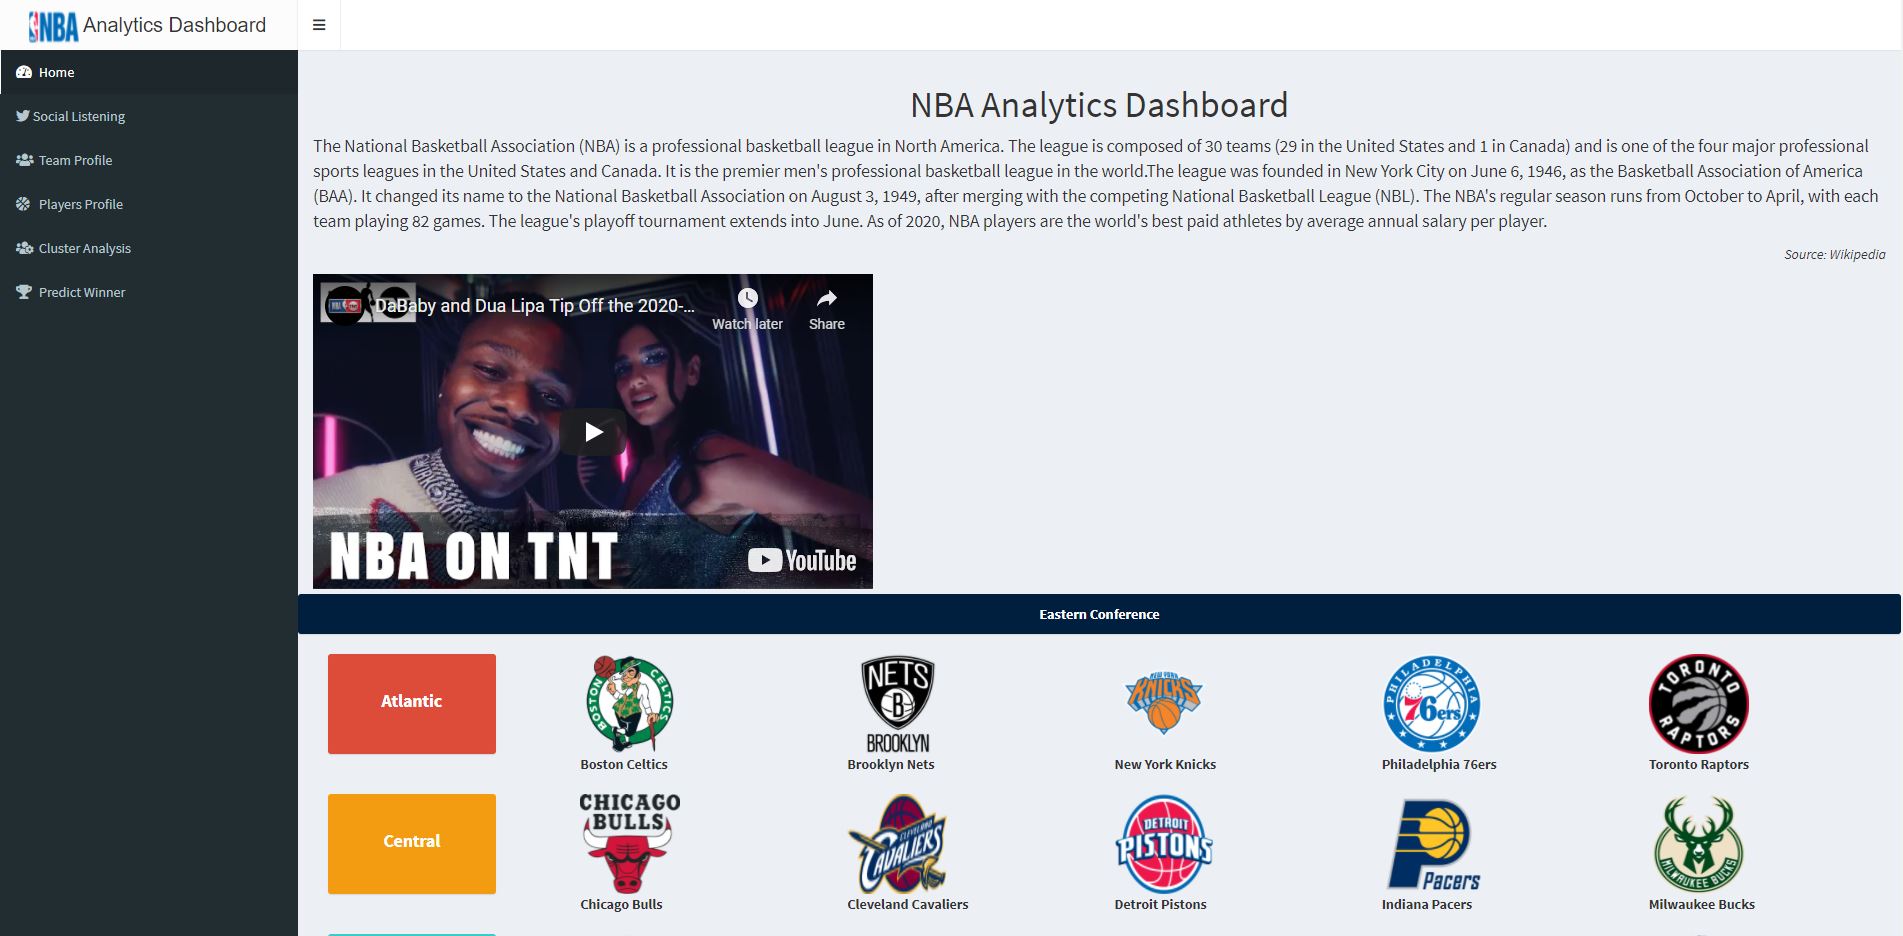 NBA Analytics Dashboard
Home
Social Listening
Team Profile
Players Profile
Cluster Analysis
Predict Winner
NBA Analytics Dashboard
The National Basketball Association (NBA) is a professional basketball league in North America. The league is composed of 30 teams (29 in the United States and 1 in Canada) and is one of the four major professional
sports leagues in the United States and Canada. It is the premier men's professional basketball league in the world.The league was founded in New York City on June 6, 1946, as the Basketball Association of America
(BAA). It changed its name to the National Basketball Association on August 3, 1949, after merging with the competing National Basketball League (NBL). The NBA's regular season runs from October to April, with each
team playing 82 games. The league's playoff tournament extends into June. As of 2020, NBA players are the world's best paid athletes by average annual salary per player.
Source: Wikipedia
DaBaby and Dua Lipa Tip Off the 2020-...
Watch later
Share
NBA ON TNT
YouTube
Eastern Conference
Atlantic
BOSTON CELTICS
NETS
B
BROOKLYN
NEW YORK
KNICKS
PHILADELPHIA
76ers
TORONTO
RAPTORS
Boston Celtics
Brooklyn Nets
New York Knicks
Philadelphia 76ers
Toronto Raptors
Central
CHICAGO
BULLS
CLEVELAND
CAVALIERS
DETROIT
PISTONS
PACERS
MILWAUKEE BUCKS
Chicago Bulls
Cleveland Cavaliers
Detroit Pistons
Indiana Pacers
Milwaukee Bucks